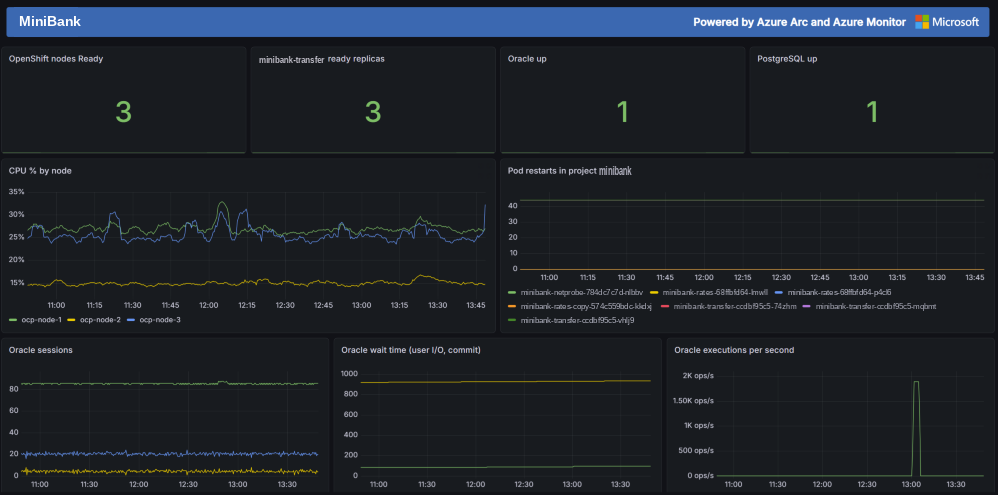 MiniBank
Powered by Azure Arc and Azure Monitor Microsoft
OpenShift nodes Ready
3
minibank-transfer ready replicas
3
Oracle up
1
PostgreSQL up
1
CPU % by node
35%
30%
25%
20%
15%
11:00 11:15 11:30 11:45 12:00 12:15 12:30 12:45 13:00 13:15 13:30 13:45
ocp-node-1 ocp-node-2 ocp-node-3
Pod restarts in project minibank
40
30
20
10
0
11:00 11:15 11:30 11:45 12:00 12:15 12:30 12:45 13:00 13:15 13:30 13:45
minibank-netprobe-784dc7c7d-nlbbv minibank-rates-68ffbfd64-lmwll minibank-rates-68ffbfd64-p4cl6
minibank-rates-copy-574c559bdc-kkdxj minibank-transfer-ccdbf95c5-74zhm minibank-transfer-ccdbf95c5-mqbmt
minibank-transfer-ccdbf95c5-vhlj9
Oracle sessions
80
60
40
20
0
11:00 11:30 12:00 12:30 13:00 13:30
Oracle wait time (user I/O, commit)
1000
800
600
400
200
0
11:00 11:30 12:00 12:30 13:00 13:30
Oracle executions per second
2K ops/s
1.50K ops/s
1K ops/s
500 ops/s
0 ops/s
11:00 11:30 12:00 12:30 13:00 13:30